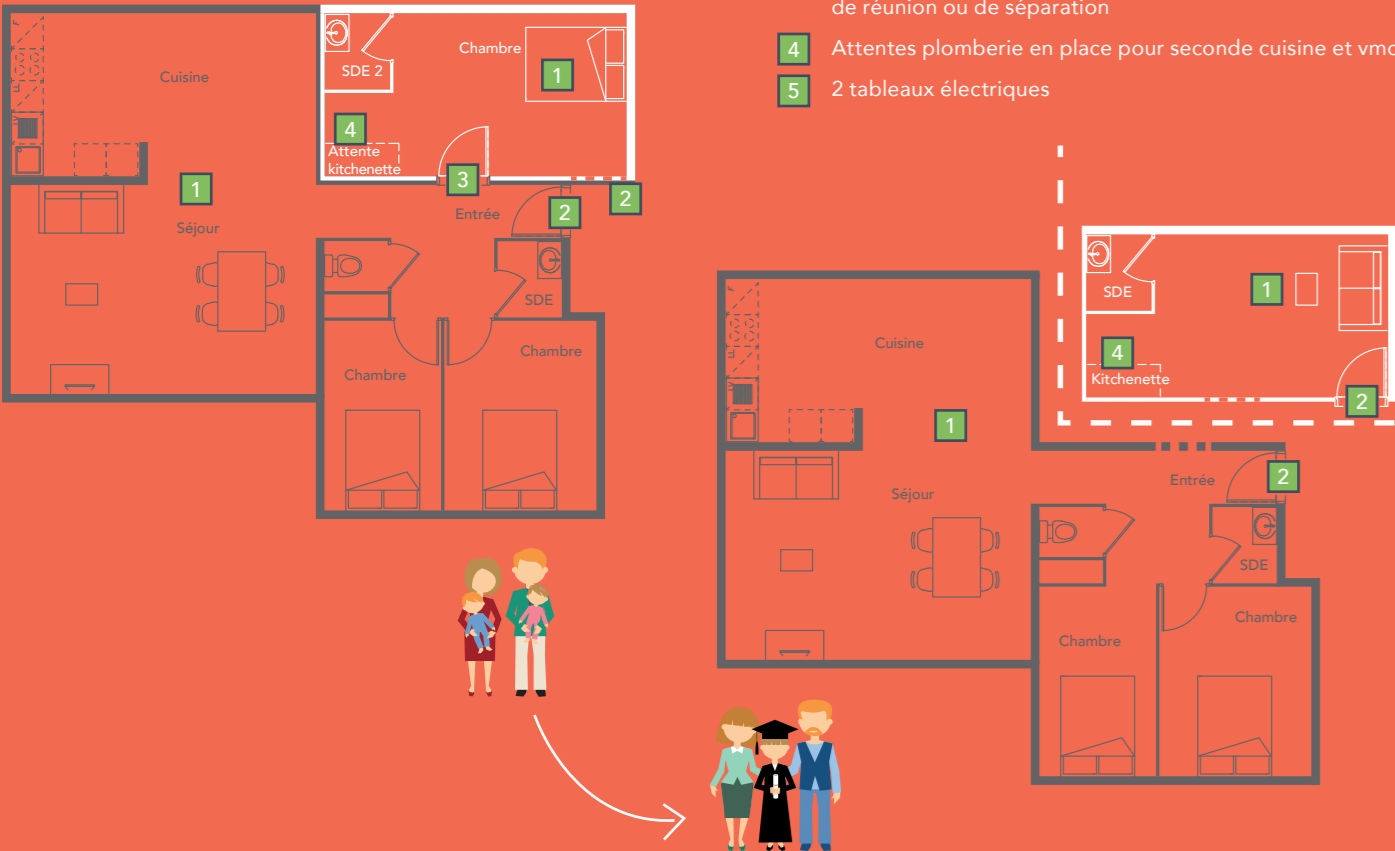 de réunion ou de séparation
4 Attentes plomberie en place pour seconde cuisine et vmc
5 2 tableaux électriques
Cuisine
SDE 2
Chambre
1
4
Attente
kitchenette
3
1
Séjour
Entrée
2
2
SDE
Chambre
Chambre
SDE
1
4
Kitchenette
2
Cuisine
1
Séjour
Entrée
2
SDE
Chambre
Chambre